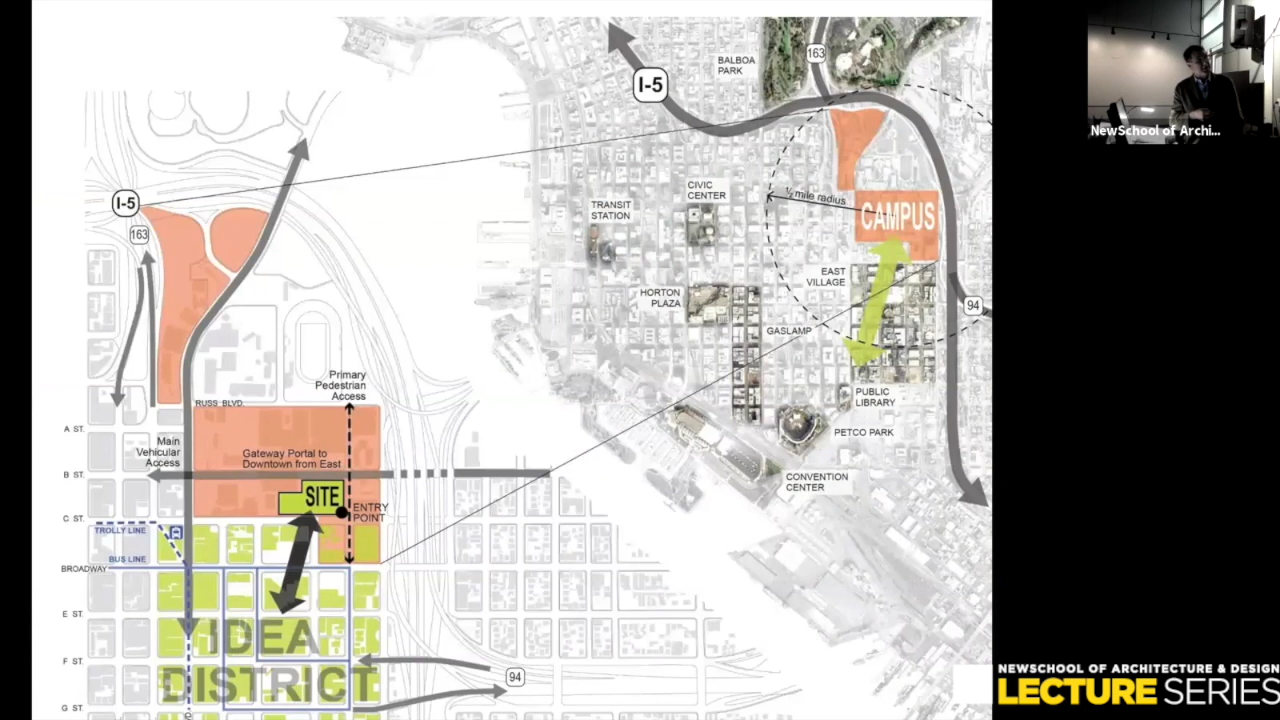 BALBOA
PARK
163
I-5
CIVIC
CENTER
½ mile radius
CAMPUS
TRANSIT
STATION
EAST
VILLAGE
HORTON
PLAZA
94
GASLAMP
PUBLIC
LIBRARY
PETCO PARK
CONVENTION
CENTER
I-5
163
Primary
Pedestrian
Access
RUSS BLVD.
A ST.
Main
Vehicular
Access
Gateway Portal to
Downtown from East
B ST.
SITE
ENTRY
POINT
C ST.
TROLLY LINE
BUS LINE
BROADWAY
E ST.
IDEA
DISTRICT
F ST.
94
G ST.
NewSchool of Archi...
NEWSCHOOL OF ARCHITECTURE & DESIGN
LECTURE SERIES